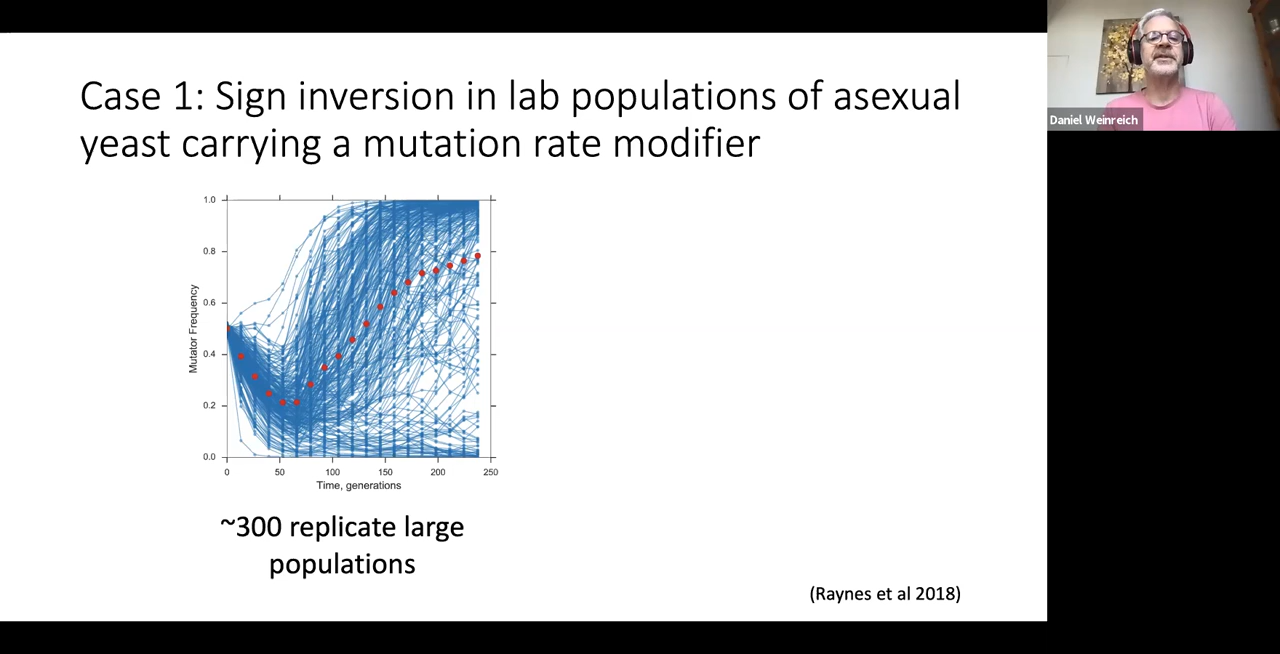 Case 1: Sign inversion in lab populations of asexual
yeast carrying a mutation rate modifier
Daniel Weinreich
Mutator Frequency
1.0
0.8
0.6
0.4
0.2
0.0
0 50 100 150 200 250
Time, generations
~300 replicate large
populations
(Raynes et al 2018)